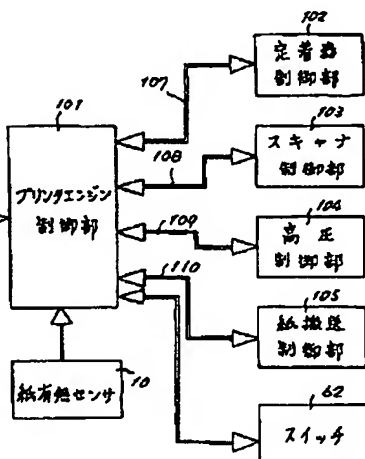 101
プリンタエンジン
制御部
紙有無センサ
10
107
108
109
110
102
定着器
制御部
103
スキャナ
制御部
104
高圧
制御部
105
紙搬送
制御部
62
スイッチ